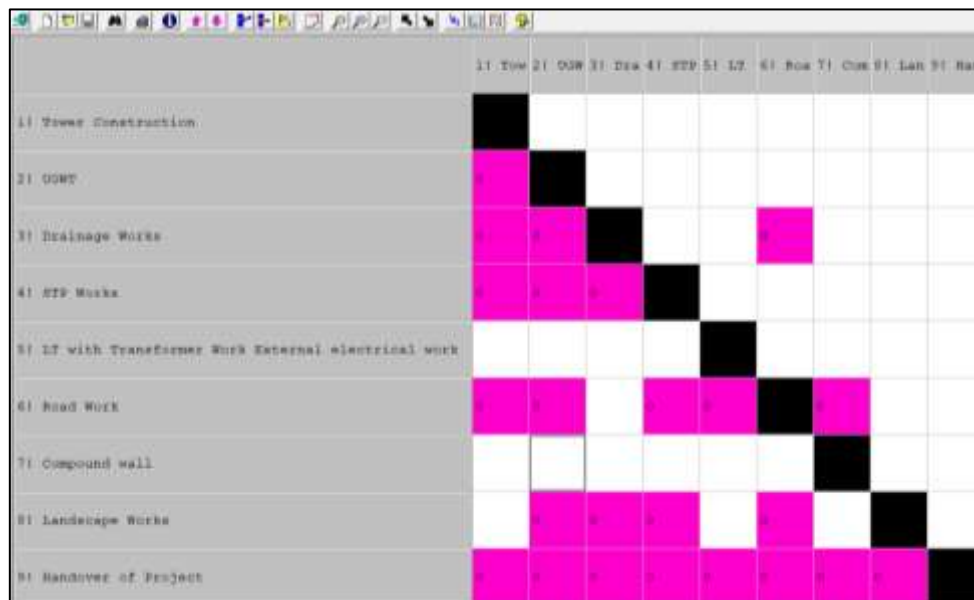 1! Tow 2! UGW 3! Dra 4! STP 5! LT 6! Roa 7! Com 8! Lan 9! Han
1! Tower Construction
2! UGWT
3! Drainage Works
4! STP Works
5! LT with Transformer Work External electrical work
6! Road Work
7! Compound wall
8! Landscape Works
9! Handover of Project